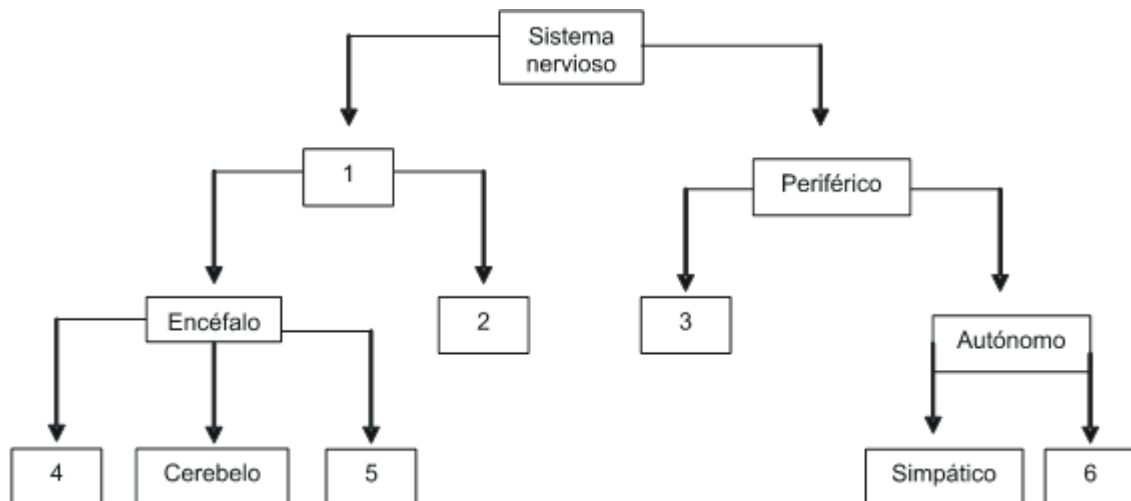 Sistema
nervioso
1
Periférico
Encéfalo
2
3
Autónomo
4
Cerebelo
5
Simpático
6